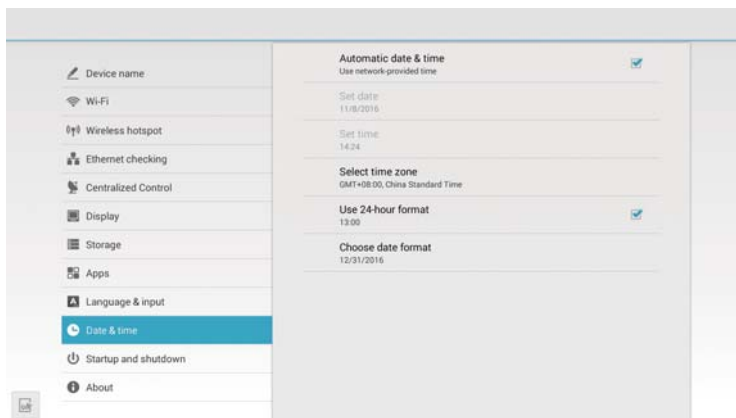 Device name
Wi-Fi
Wireless hotspot
Ethernet checking
Centralized Control
Display
Storage
Apps
Language & input
Date & time
Startup and shutdown
About
Automatic date & time
Use network-provided time
Set date
11/8/2016
Set time
14:24
Select time zone
GMT+08:00, China Standard Time
Use 24-hour format
13:00
Choose date format
12/31/2016